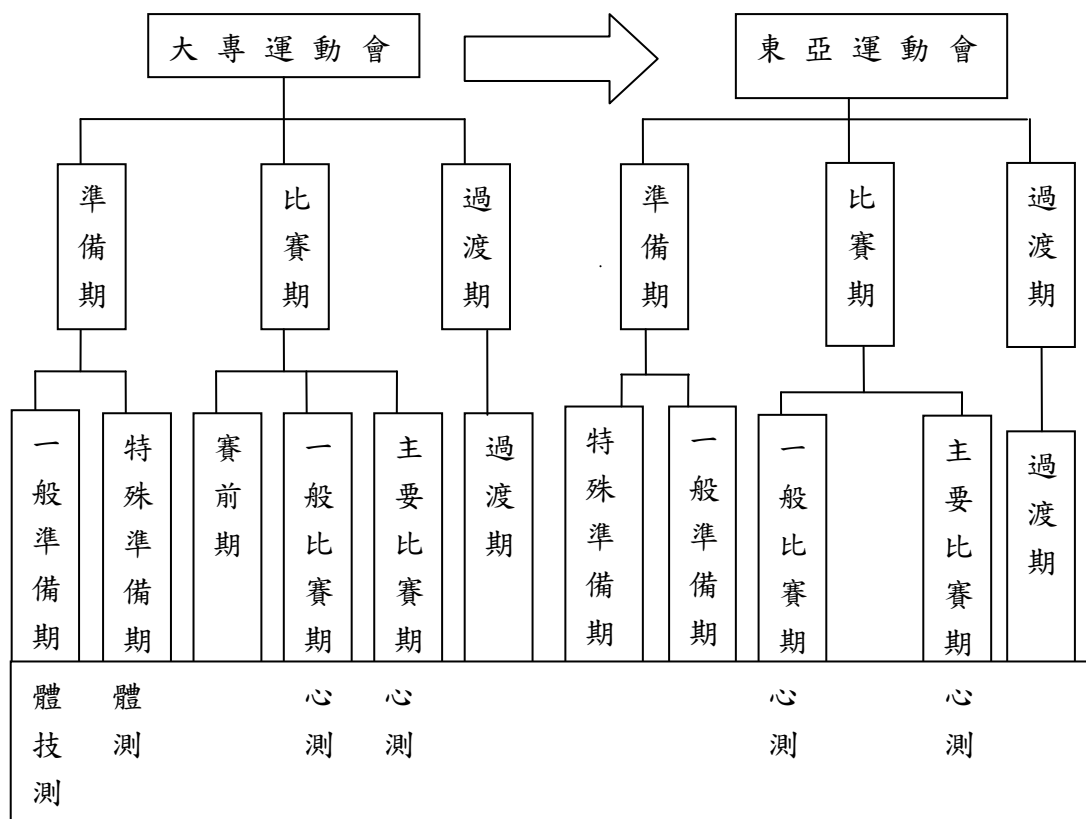 大專運動會
東亞運動會
準備期
比賽期
過渡期
準備期
比賽期
過渡期
一般準備期
特殊準備期
賽前期
一般比賽期
主要比賽期
過渡期
特殊準備期
一般準備期
一般比賽期
主要比賽期
過渡期
體技測
體測
心測
心測
心測
心測